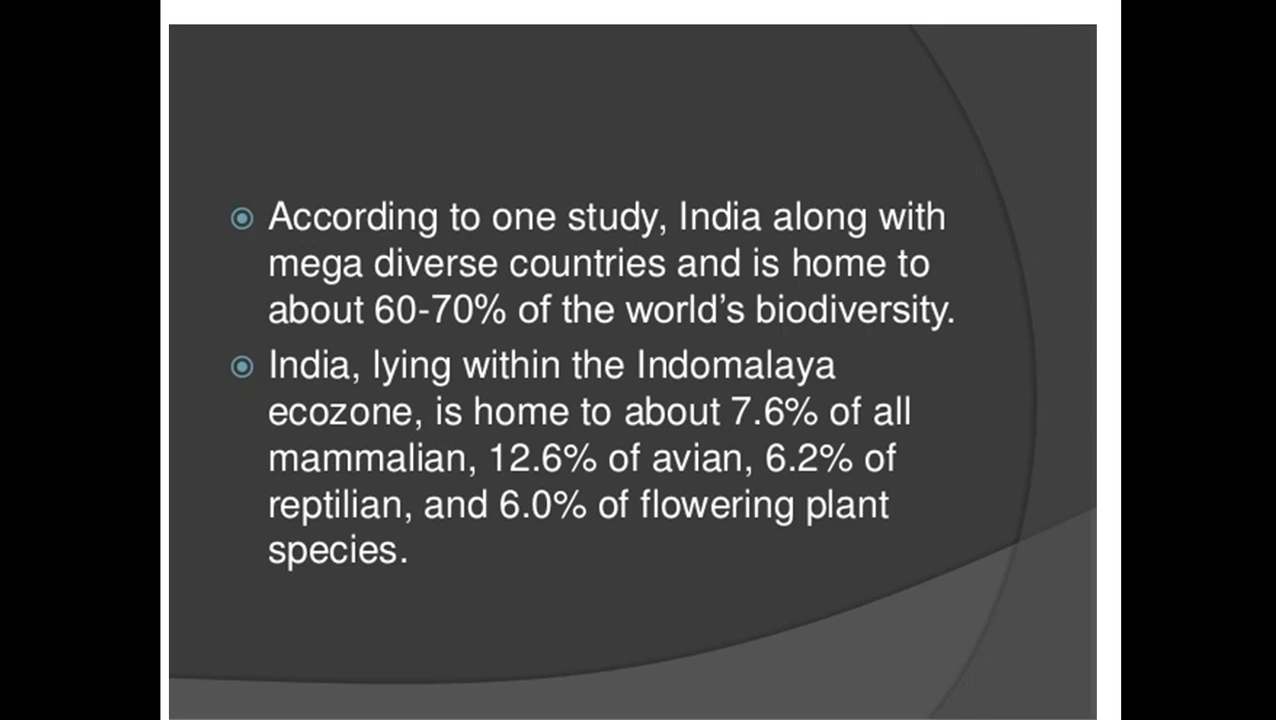 According to one study, India along with
mega diverse countries and is home to
about 60-70% of the world's biodiversity.
India, lying within the Indomalaya
ecozone, is home to about 7.6% of all
mammalian, 12.6% of avian, 6.2% of
reptilian, and 6.0% of flowering plant
species.